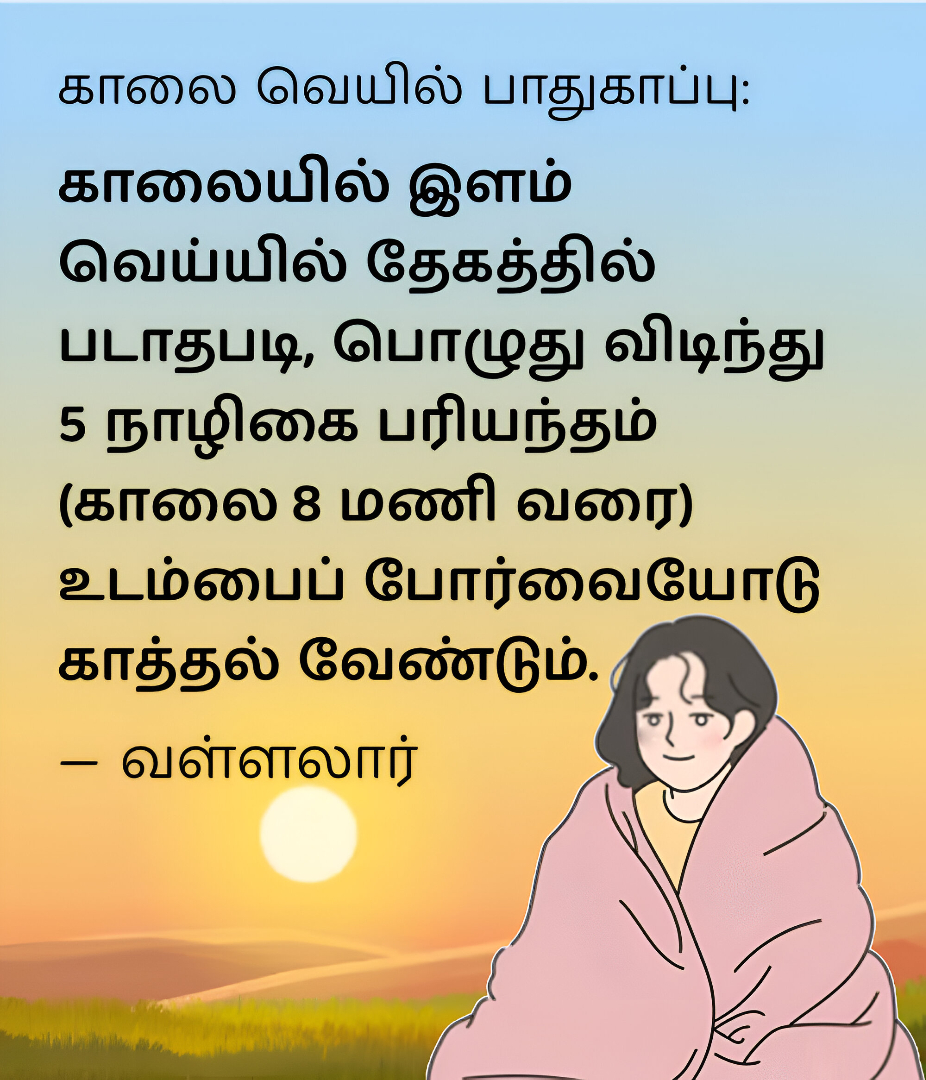 காலை வெயில் பாதுகாப்பு:
காலையில் இளம்
வெய்யில் தேகத்தில்
படாதபடி, பொழுது விடிந்து
5 நாழிகை பரியந்தம்
(காலை 8 மணி வரை)
உடம்பைப் போர்வையோடு
காத்தல் வேண்டும்.
– வள்ளலார்